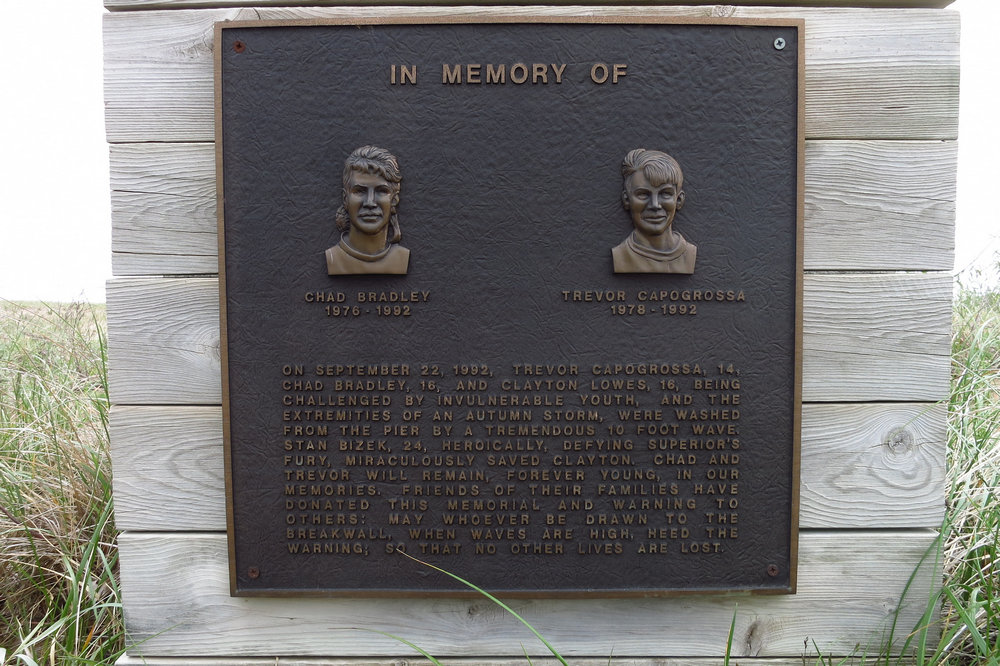 IN MEMORY OF
CHAD BRADLEY
1976 - 1992
TREVOR CAPOGROSSA
1978 - 1992
ON SEPTEMBER 22, 1992, TREVOR CAPOGROSSA, 14,
CHAD BRADLEY, 16, AND CLAYTON LOWES, 16, BEING
CHALLENGED BY INVULNERABLE YOUTH, AND THE
EXTREMITIES OF AN AUTUMN STORM, WERE WASHED
FROM THE PIER BY A TREMENDOUS 10 FOOT WAVE.
STAN BIZEK, 24, HEROICALLY, DEFYING SUPERIOR'S
FURY, MIRACULOUSLY SAVED CLAYTON. CHAD AND
TREVOR WILL REMAIN, FOREVER YOUNG, IN OUR
MEMORIES. FRIENDS OF THEIR FAMILIES HAVE
DONATED THIS MEMORIAL AND WARNING TO
OTHERS: MAY WHOEVER BE DRAWN TO THE
BREAKWALL, WHEN WAVES ARE HIGH, HEED THE
WARNING; SO THAT NO OTHER LIVES ARE LOST.